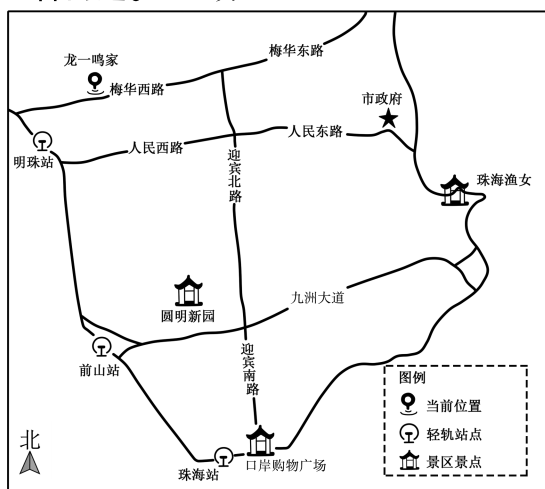 龙一鸣家
梅华东路
梅华西路
市政府
人民东路
人民西路
明珠站
迎宾北路
珠海渔女
圆明新园
九洲大道
前山站
迎宾南路
图例
当前位置
轻轨站点
景区景点
北
珠海站
口岸购物广场